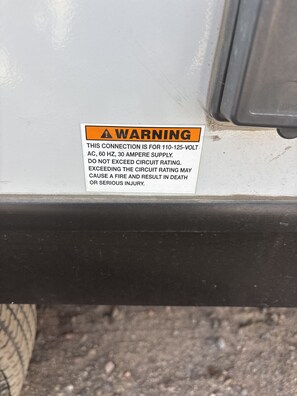 WARNING
THIS CONNECTION IS FOR 110-125-VOLT
AC, 60 HZ, 30 AMPERE SUPPLY.
DO NOT EXCEED CIRCUIT RATING.
EXCEEDING THE CIRCUIT RATING MAY
CAUSE A FIRE AND RESULT IN DEATH
OR SERIOUS INJURY.